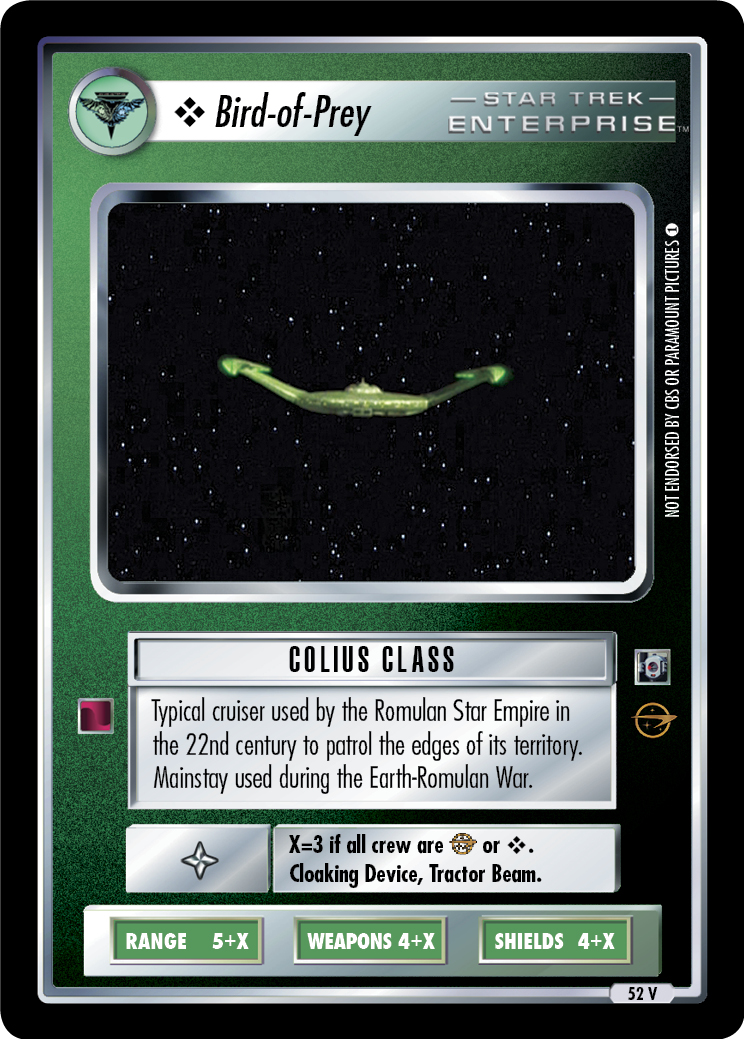 ❖ Bird-of-Prey
STAR TREK
ENTERPRISE™
NOT ENDORSED BY CBS OR PARAMOUNT PICTURES 1
COLIUS CLASS
Typical cruiser used by the Romulan Star Empire in
the 22nd century to patrol the edges of its territory.
Mainstay used during the Earth-Romulan War.
X=3 if all crew are or ❖.
Cloaking Device, Tractor Beam.
RANGE 5+X
WEAPONS 4+X
SHIELDS 4+X
52 V